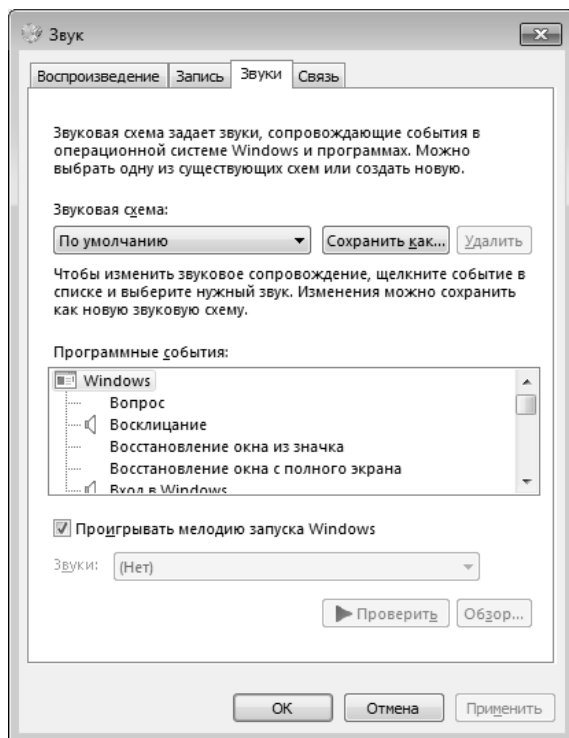 Звук
Воспроизведение Запись Звуки Связь
Звуковая схема задает звуки, сопровождающие события в
операционной системе Windows и программах. Можно
выбрать одну из существующих схем или создать новую.
Звуковая схема:
По умолчанию Сохранить как... Удалить
Чтобы изменить звуковое сопровождение, щелкните событие в
списке и выберите нужный звук. Изменения можно сохранить
как новую звуковую схему.
Программные события:
Windows
Вопрос
Восклицание
Восстановление окна из значка
Восстановление окна с полного экрана
Вход в Windows
Проигрывать мелодию запуска Windows
Звуки: (Нет)
Проверить Обзор...
ОК Отмена Применить